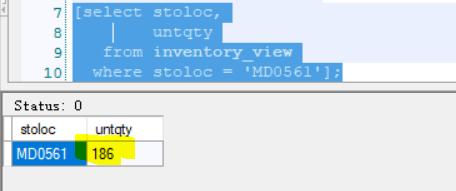 7 [select stoloc,
8 untqty
9 from inventory_view
10 where stoloc = 'MD0561'];
Status: 0
stoloc untqty
MD0561 186